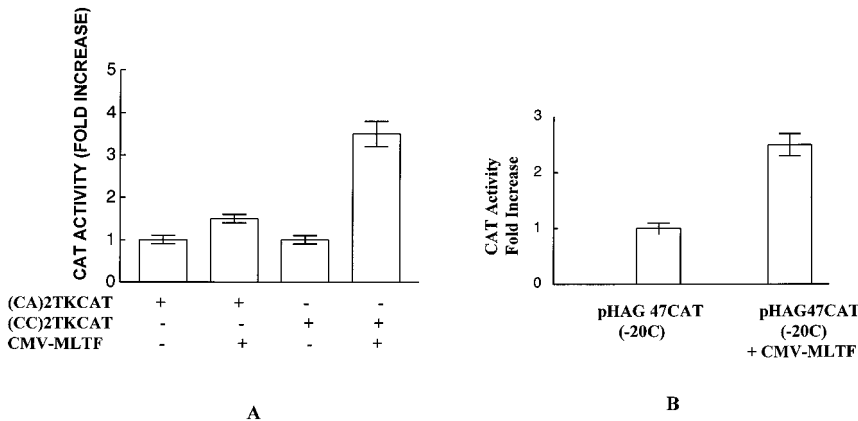 CAT ACTIVITY (FOLD INCREASE)
5
4
3
2
1
0
(CA)2TKCAT + + - -
(CC)2TKCAT - - + +
CMV-MLTF - + - +
A
CAT Activity
Fold Increase
3
2
1
0
pHAG 47CAT
(-20C)
pHAG47CAT
(-20C)
+ CMV-MLTF
B